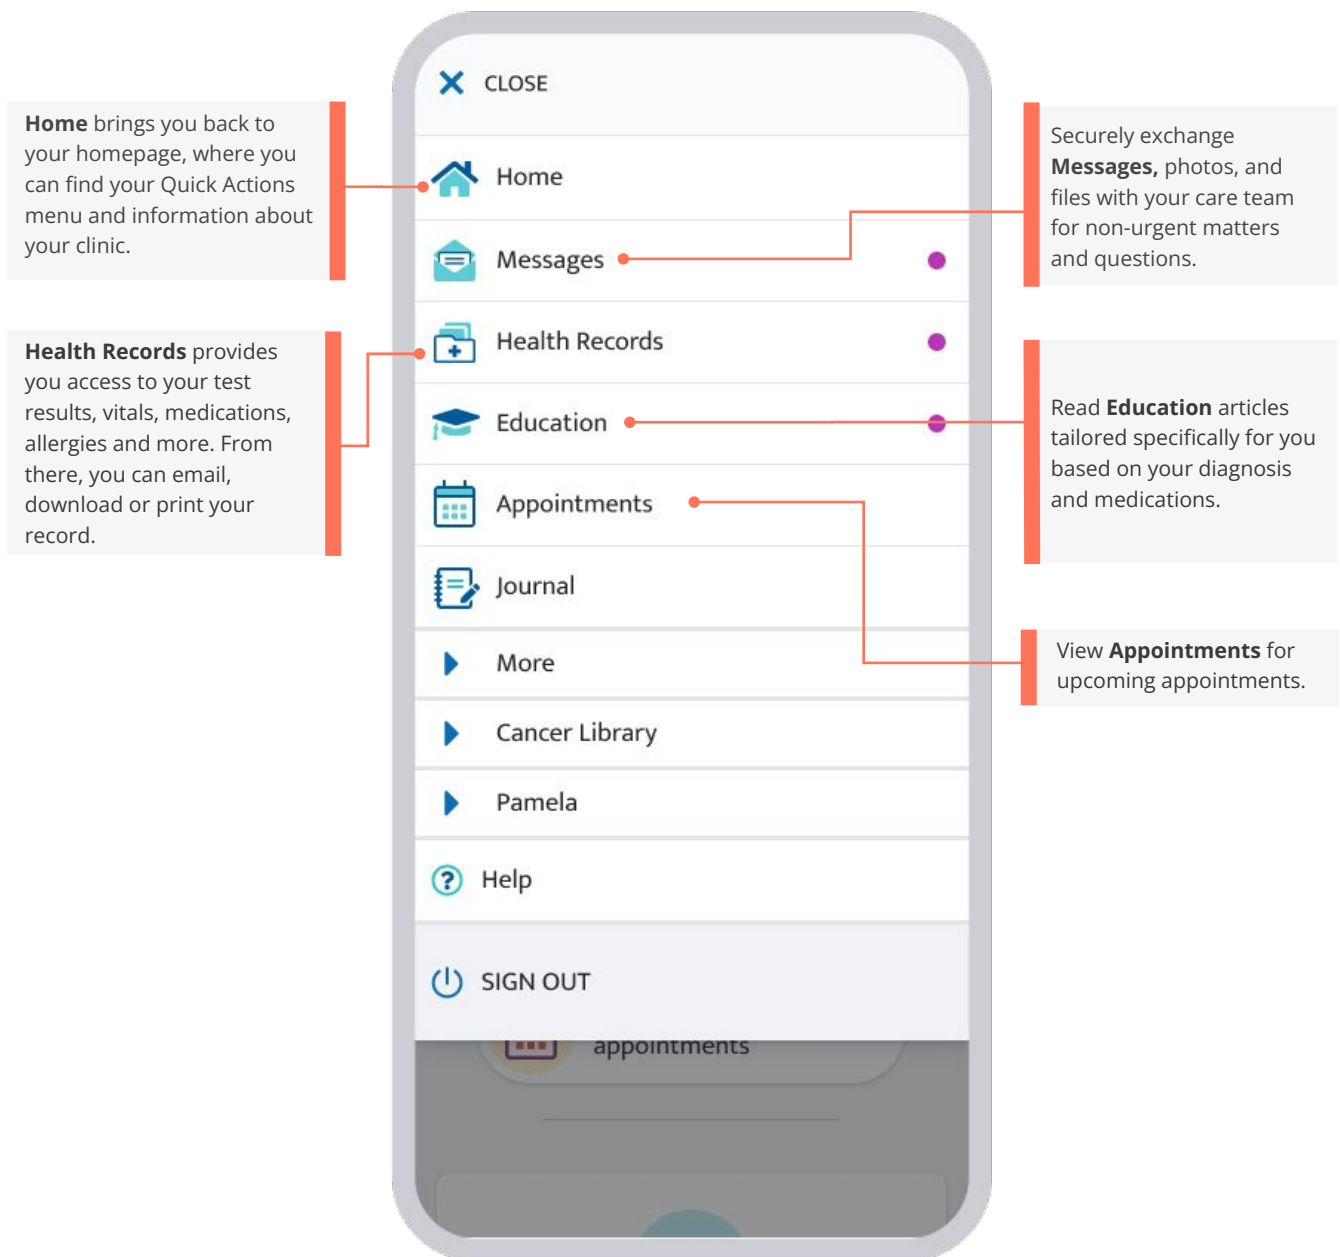 CLOSE
Home
Messages
Health Records
Education
Appointments
Journal
More
Cancer Library
Pamela
Help
SIGN OUT
appointments
Home brings you back to
your homepage, where you
can find your Quick Actions
menu and information about
your clinic.
Health Records provides
you access to your test
results, vitals, medications,
allergies and more. From
there, you can email,
download or print your
record.
Securely exchange
Messages, photos, and
files with your care team
for non-urgent matters
and questions.
Read Education articles
tailored specifically for you
based on your diagnosis
and medications.
View Appointments for
upcoming appointments.